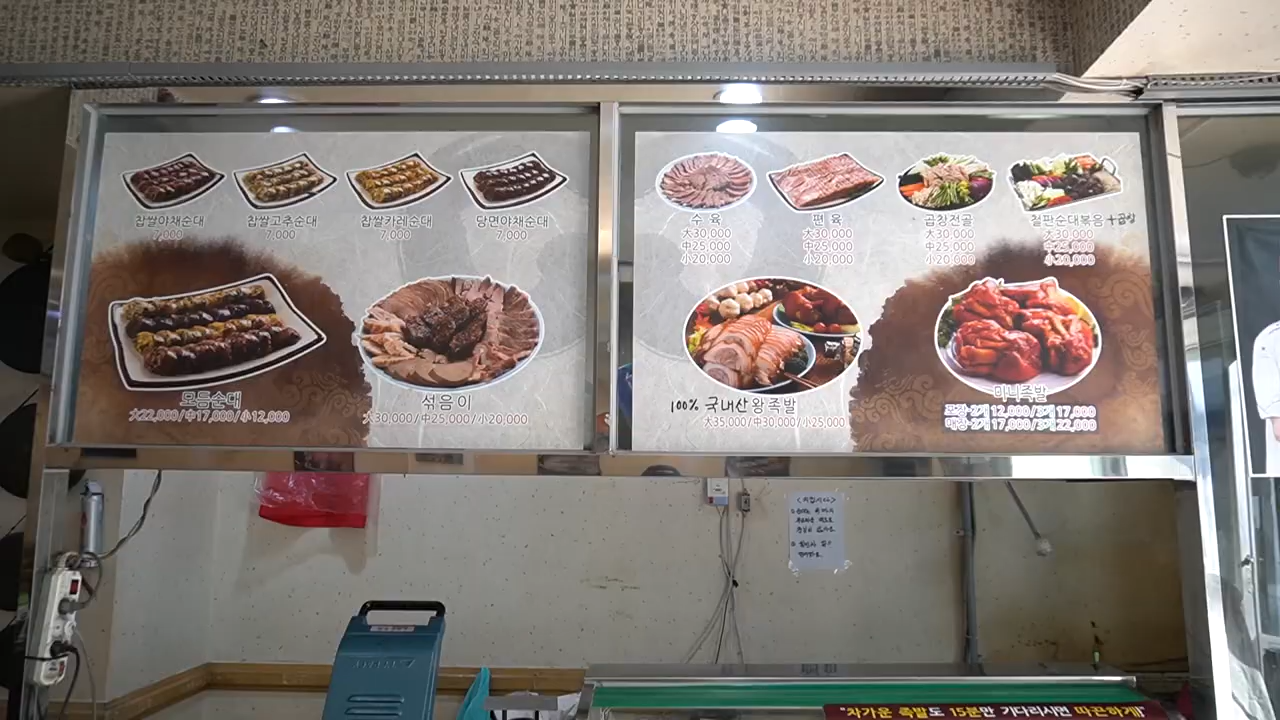 찹쌀야채순대
7,000
찹쌀고추순대
7,000
찹쌀카레순대
7,000
당면야채순대
7,000
모듬순대
大22,000/中17,000/小12,000
섞음이
大30,000/中25,000/小20,000
수육
大30,000
中25,000
小20,000
편육
大30,000
中25,000
小20,000
곱창전골
大30,000
中25,000
小20,000
철판순대볶음 +곱창
大30,000
中25,000
小20,000
100% 국내산 왕족발
大35,000/中30,000/小25,000
미니족발
포장-2개 12,000/3개 17,000
매장-2개 17,000/3개 22,000
"차가운 족발도 15분만 기다리시면 따끈하게"